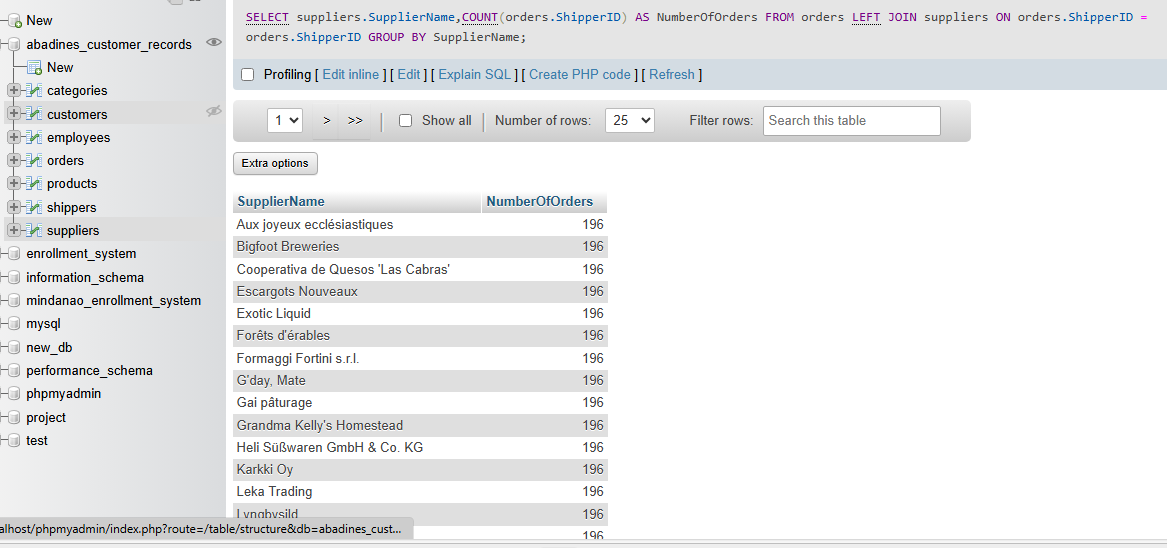 New
abadines_customer_records
New
categories
customers
employees
orders
products
shippers
suppliers
enrollment_system
information_schema
mindanao_enrollment_system
mysql
new_db
performance_schema
phpmyadmin
project
test
alhost/phpmyadmin/index.php?route=/table/structure&db=abadines_cust...
SELECT suppliers.SupplierName,COUNT(orders.ShipperID) AS NumberOfOrders FROM orders LEFT JOIN suppliers ON orders.ShipperID =
orders.ShipperID GROUP BY SupplierName;
Profiling [ Edit inline ] [ Edit ] [ Explain SQL ] [ Create PHP code ] [ Refresh ]
1 > >> | Show all | Number of rows: 25 Filter rows: Search this table
Extra options
SupplierName NumberOfOrders
Aux joyeux ecclésiastiques 196
Bigfoot Breweries 196
Cooperativa de Quesos 'Las Cabras' 196
Escargots Nouveaux 196
Exotic Liquid 196
Forêts d'érables 196
Formaggi Fortini s.r.l. 196
G'day, Mate 196
Gai pâturage 196
Grandma Kelly's Homestead 196
Heli Süßwaren GmbH & Co. KG 196
Karkki Oy 196
Leka Trading 196
Lyngbysild 196
196